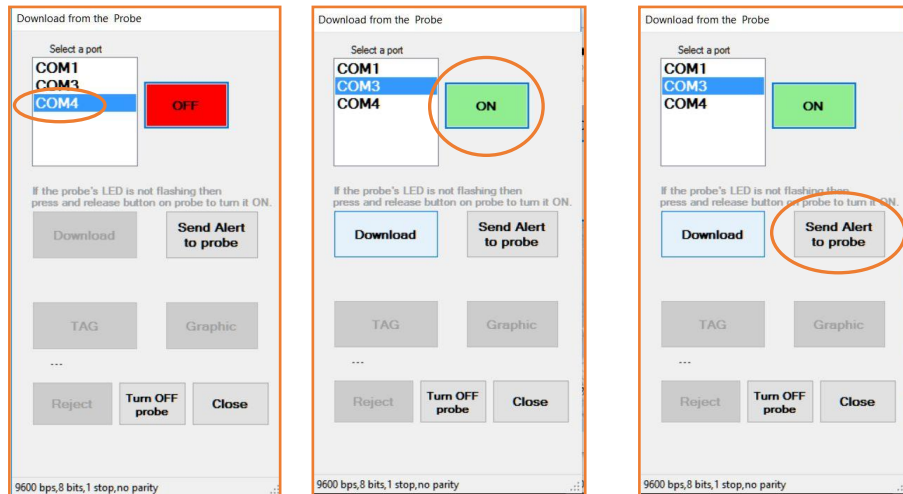 Download from the Probe
Select a port
COM1
COM3
COM4
OFF
If the probe's LED is not flashing then
press and release button on probe to turn it ON.
Download
Send Alert
to probe
TAG
Graphic
---
Reject
Turn OFF
probe
Close
9600 bps,8 bits,1 stop,no parity
Download from the Probe
Select a port
COM1
COM3
COM4
ON
If the probe's LED is not flashing then
press and release button on probe to turn it ON.
Download
Send Alert
to probe
TAG
Graphic
---
Reject
Turn OFF
probe
Close
9600 bps,8 bits,1 stop,no parity
Download from the Probe
Select a port
COM1
COM3
COM4
ON
If the probe's LED is not flashing then
press and release button on probe to turn it ON.
Download
Send Alert
to probe
TAG
Graphic
---
Reject
Turn OFF
probe
Close
9600 bps,8 bits,1 stop,no parity